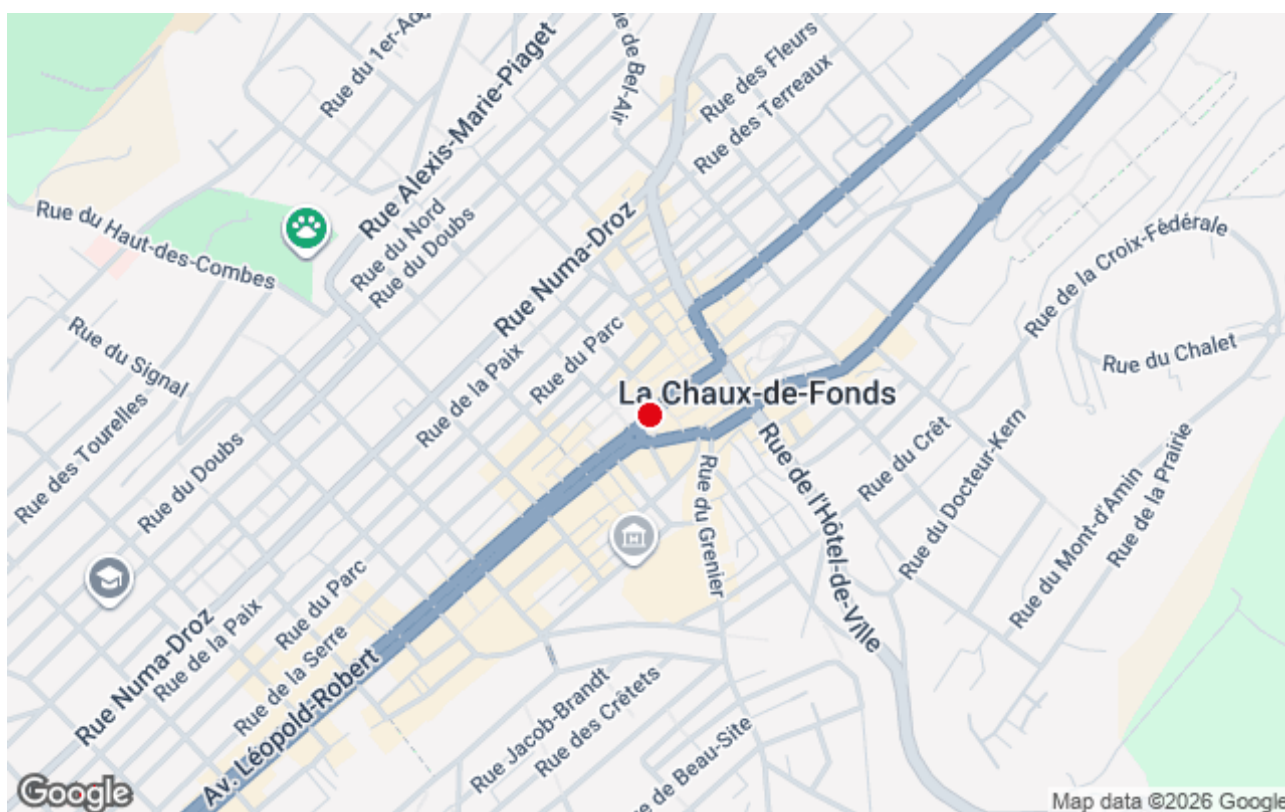 Rue du 1er-Ao
Rue Alexis-Marie-Piaget
e de Bel-Air
Rue des Fleurs
Rue des Terreaux
Rue du Haut-des-Combes
Rue du Nord
Rue du Doubs
Rue Numa-Droz
Rue de la Croix-Fédérale
Rue du Signal
Rue de la Paix
Rue du Parc
Rue du Chalet
La Chaux-de-Fonds
Rue des Tourelles
Rue du Doubs
Rue du Crêt
Rue du Docteur-Kern
Rue du Mont-d'Amin
Rue de la Prairie
Rue du Grenier
Rue de l'Hôtel-de-Ville
Rue du Parc
Rue de la Paix
Rue Numa-Droz
Rue de la Serre
Av. Léopold-Robert
Rue Jacob-Brandt
Rue des Crêtets
e de Beau-Site
Google
Map data ©2026 Google